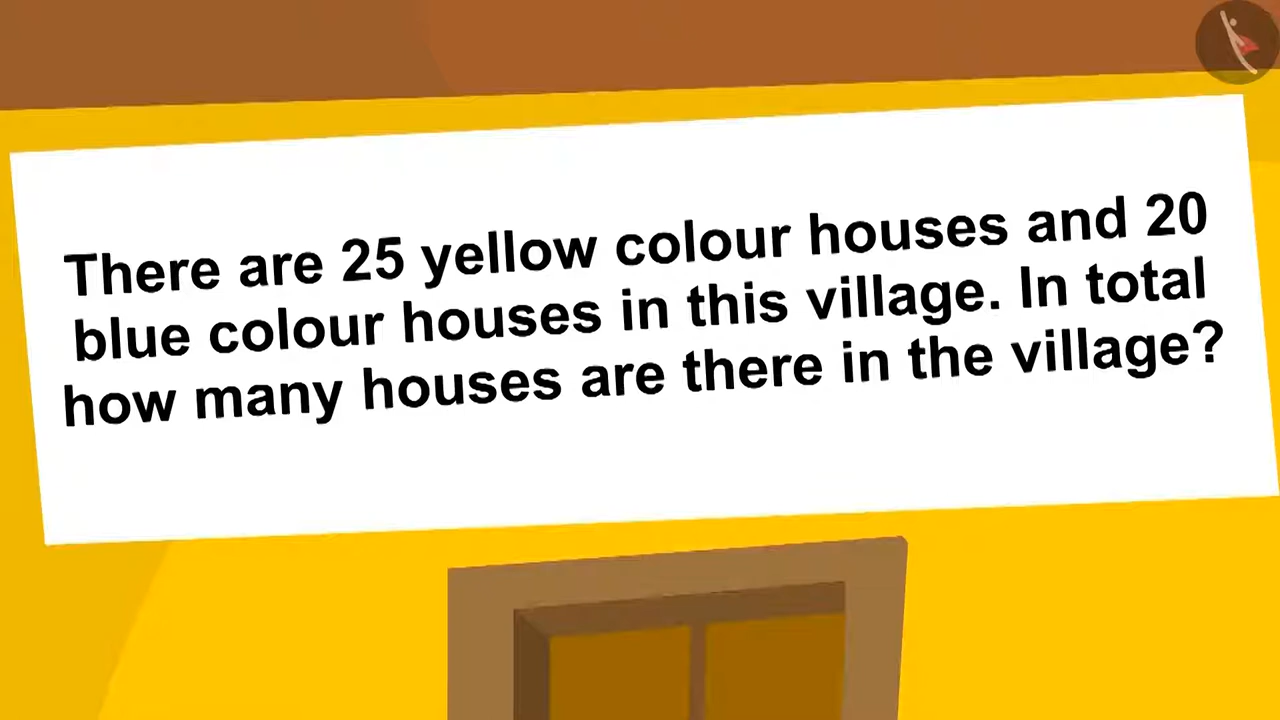 There are 25 yellow colour houses and 20
blue colour houses in this village. In total
how many houses are there in the village?